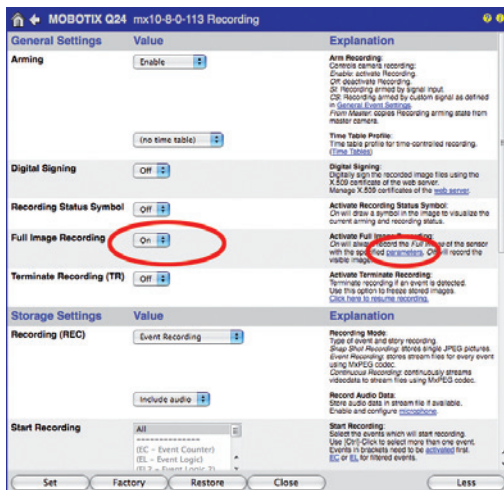 MOBOTIX Q24 mx10-8-0-113 Recording
General Settings Value Explanation
Arming
Enable
Arm Recording:
Controls camera recording:
Enable: activate Recording.
Off: deactivate Recording.
SI: Recording armed by signal input.
CS: Recording armed by custom signal as defined
in General Event Settings.
From Master: copies Recording arming state from
master camera.
(no time table)
Time Table Profile:
Time table profile for time-controlled recording.
(Time Tables)
Digital Signing
Off
Digital Signing:
Digitally sign the recorded image files using the
X.509 certificate of the web server.
Manage X.509 certificates of the web server.
Recording Status Symbol
Off
Activate Recording Status Symbol:
On will draw a symbol in the image to visualize the
current arming and recording status.
Full Image Recording
On
Activate Full Image Recording:
On will always record the Full Image of the sensor
with the specified parameters. Off will record the
visible image.
Terminate Recording (TR)
Off
Activate Terminate Recording:
Terminate recording if an event is detected.
Use this option to freeze stored images.
Click here to resume recording.
Storage Settings Value Explanation
Recording (REC)
Event Recording
Recording Mode:
Type of event and story recording.
Snap Shot Recording: stores single JPEG pictures.
Event Recording: stores stream files for every event
using MxPEG codec.
Continuous Recording: continuously streams
videodata to stream files using MxPEG codec.
Include audio
Record Audio Data:
Store audio data in stream file if available.
Enable and configure microphone.
Start Recording
All
---------------
(EC - Event Counter)
(EL - Event Logic)
(EL2 - Event Logic 2)
Start Recording:
Select the events which will start recording.
Use [Ctrl]-Click to select more than one event.
Events in brackets need to be activated first.
EC or EL for filtered events.
Set Factory Restore Close Less